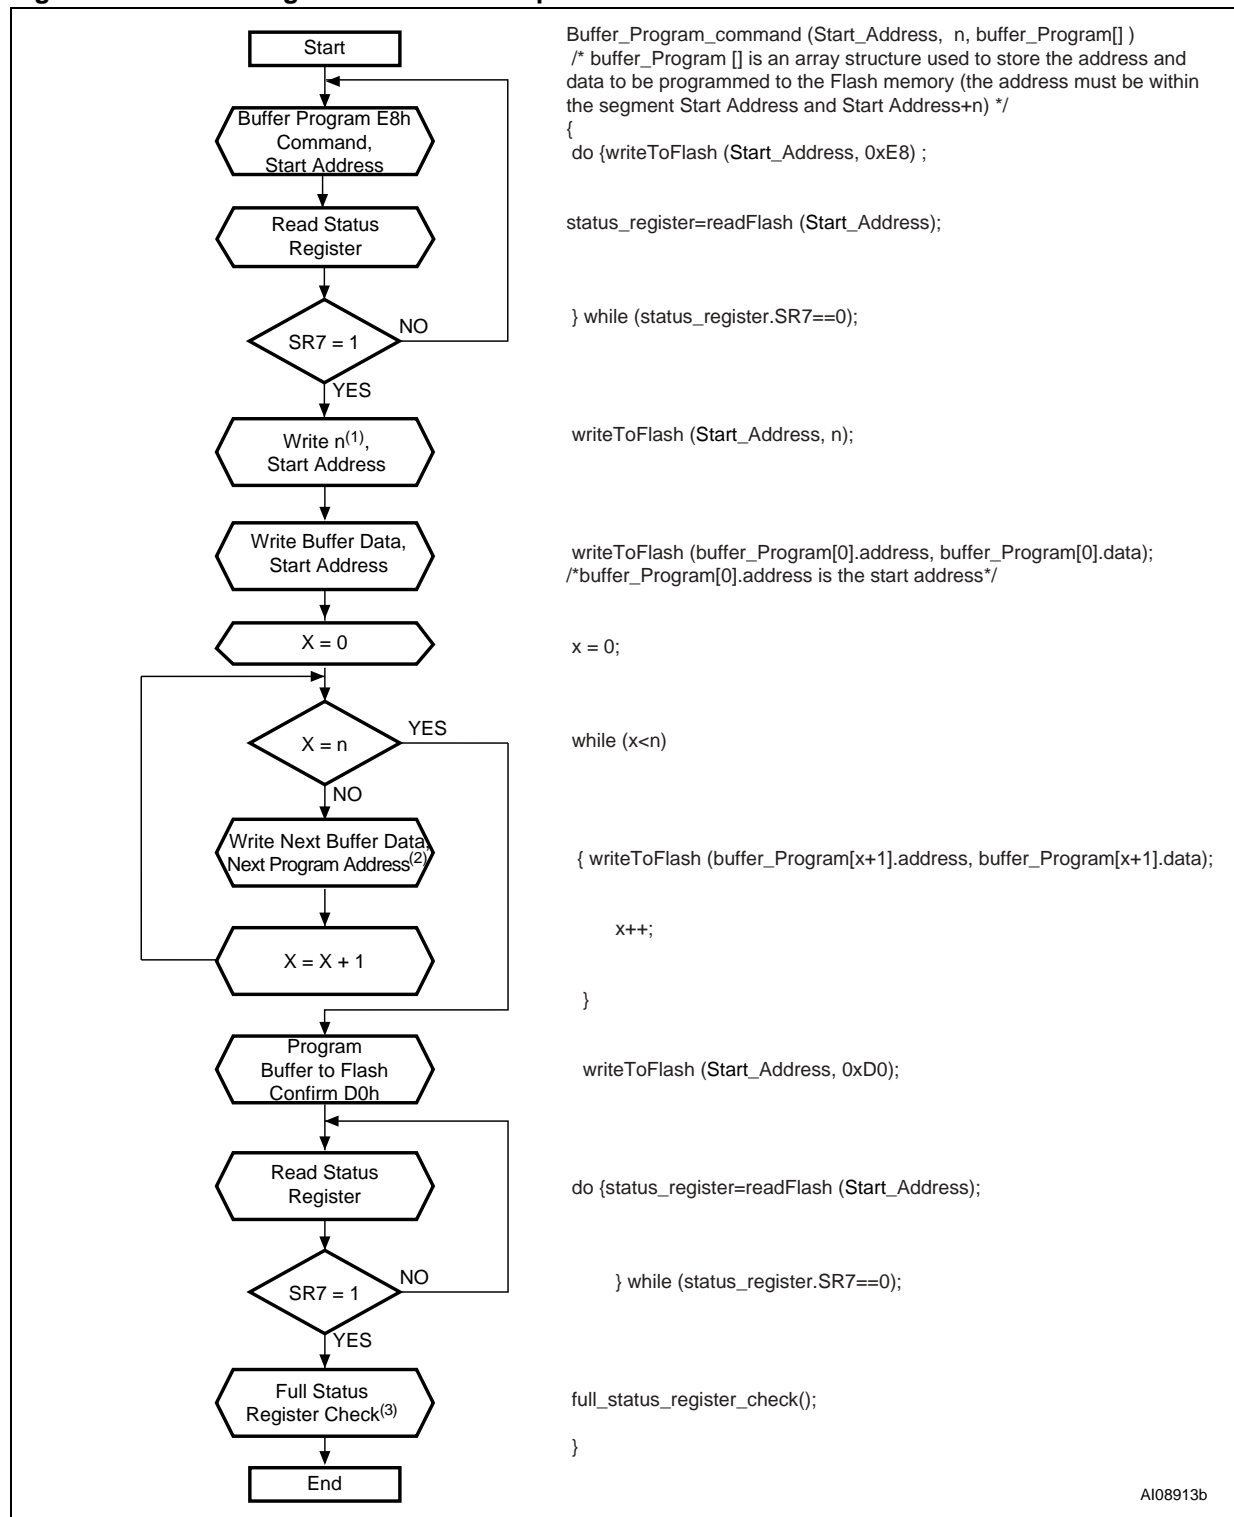 Start
Buffer_Program_command (Start_Address, n, buffer_Program[] )
/* buffer_Program [] is an array structure used to store the address and
data to be programmed to the Flash memory (the address must be within
the segment Start Address and Start Address+n) */
{
Buffer Program E8h
Command,
Start Address
do {writeToFlash (Start_Address, 0xE8) ;
Read Status
Register
status_register=readFlash (Start_Address);
SR7 = 1
NO
YES
} while (status_register.SR7==0);
Write n(1),
Start Address
writeToFlash (Start_Address, n);
Write Buffer Data,
Start Address
writeToFlash (buffer_Program[0].address, buffer_Program[0].data);
/*buffer_Program[0].address is the start address*/
X = 0
x = 0;
X = n
YES
NO
while (x<n)
Write Next Buffer Data,
Next Program Address(2)
{ writeToFlash (buffer_Program[x+1].address, buffer_Program[x+1].data);
X = X + 1
x++;
}
Program
Buffer to Flash
Confirm D0h
writeToFlash (Start_Address, 0xD0);
Read Status
Register
do {status_register=readFlash (Start_Address);
SR7 = 1
NO
YES
} while (status_register.SR7==0);
Full Status
Register Check(3)
full_status_register_check();
}
End
AI08913b